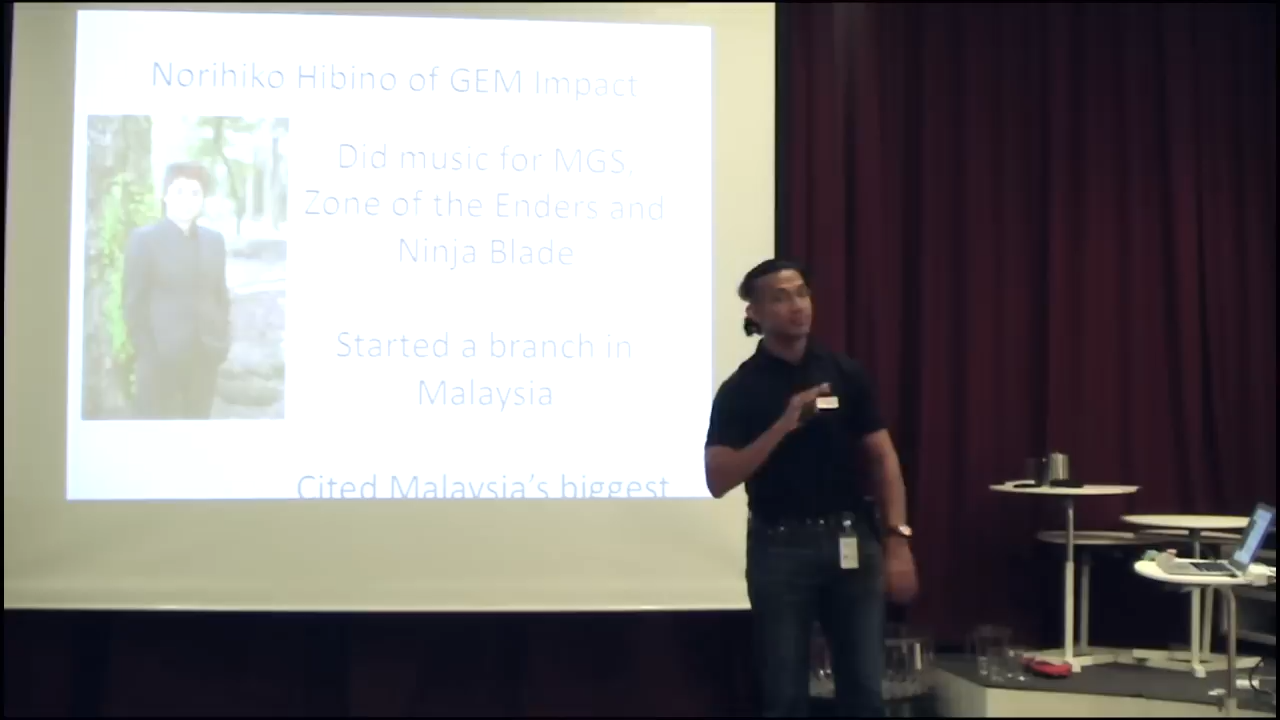 Norihiko Hibino of GEM Impact
Did music for MGS,
Zone of the Enders and
Ninja Blade
Started a branch in
Malaysia
Cited Malaysia's biggest